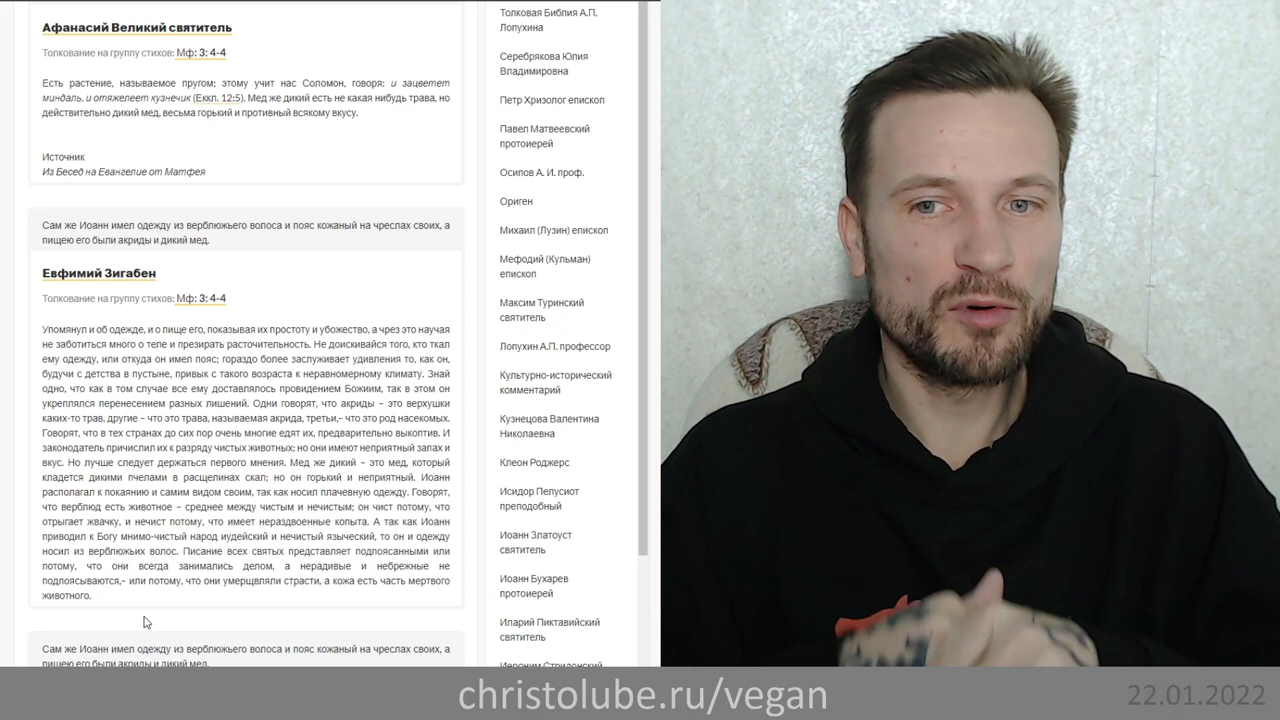 Афанасий Великий святитель
Толкование на группу стихов: Мф: 3: 4-4
Есть растение, называемое пругом; этому учит нас Соломон, говоря: и зацветет
миндаль, и отяжелеет кузнечик (Еккл. 12:5). Мед же дикий есть не какая нибудь трава, но
действительно дикий мед, весьма горький и противный всякому вкусу.
Источник
Из Бесед на Евангелие от Матфея
Сам же Иоанн имел одежду из верблюжьего волоса и пояс кожаный на чреслах своих, а
пищею его были акриды и дикий мед.
Евфимий Зигабен
Толкование на группу стихов: Мф: 3: 4-4
Упомянул и об одежде, и о пище его, показывая их простоту и убожество, а чрез это научая
не заботиться много о теле и презирать расточительность. Не доискивайся того, кто ткал
ему одежду, или откуда он имел пояс; гораздо более заслуживает удивления то, как он,
будучи с детства в пустыне, привык с такого возраста к неравномерному климату. Знай
одно, что как в том случае все ему доставлялось провидением Божиим, так в этом он
укреплялся перенесением разных лишений. Одни говорят, что акриды – это верхушки
каких-то трав, другие – что это трава, называемая акрида, третьи,– что это род насекомых.
Говорят, что в тех странах до сих пор очень многие едят их, предварительно выкоптив. И
законодатель причислил их к разряду чистых животных; но они имеют неприятный запах и
вкус. Но лучше следует держаться первого мнения. Мед же дикий – это мед, который
кладется дикими пчелами в расщелинах скал; но он горький и неприятный. Иоанн
располагал к покаянию и самим видом своим, так как носил плачевную одежду. Говорят,
что верблюд есть животное – среднее между чистым и нечистым; он чист потому, что
отрыгает жвачку, и нечист потому, что имеет нераздвоенные копыта. А так как Иоанн
приводил к Богу мнимо-чистый народ иудейский и нечистый языческий, то он и одежду
носил из верблюжьих волос. Писание всех святых представляет подпоясанными или
потому, что они всегда занимались делом, а нерадивые и небрежные не
подпоясываются,– или потому, что они умерщвляли страсти, а кожа есть часть мертвого
животного.
Сам же Иоанн имел одежду из верблюжьего волоса и пояс кожаный на чреслах своих, а
пищею его были акриды и дикий мед.
Толковая Библия А.П.
Лопухина
Серебрякова Юлия
Владимировна
Петр Хризолог епископ
Павел Матвеевский
протоиерей
Осипов А. И. проф.
Ориген
Михаил (Лузин) епископ
Мефодий (Кульман)
епископ
Максим Туринский
святитель
Лопухин А.П. профессор
Культурно-исторический
комментарий
Кузнецова Валентина
Николаевна
Клеон Роджерс
Исидор Пелусиот
преподобный
Иоанн Златоуст
святитель
Иоанн Бухарев
протоиерей
Иларий Пиктавийский
святитель
Иероним Стридонский
christolube.ru/vegan
22.01.2022